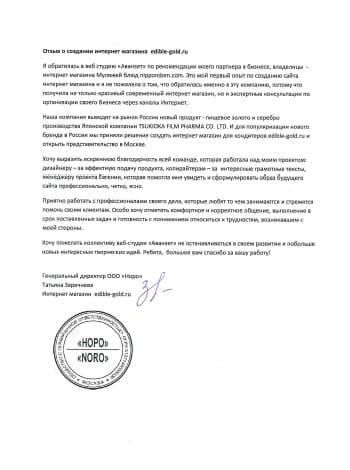 Отзыв о создании интернет магазина edible-gold.ru
Я обратилась в веб студию «Аванзет» по рекомендации моего партнера в бизнесе, владелицы -
интернет магазина Муляжей блюд nippondom.com. Это мой первый опыт по созданию сайта
интернет магазина и я не пожалела о том, что обратилась именно в эту компанию, потому что
получила не только красивый современный интернет магазин, но и экспертные консультации по
организации своего бизнеса через каналы Интернет.
Наша компания выводит на рынок России новый продукт - пищевое золото и серебро
производства Японской компании TSUKIOKA FILM PHARMA CO. LTD. И для популяризации нового
бренда в России мы приняли решение создать интернет магазин для кондитеров edible-gold.ru и
открыть представительство в Москве.
Хочу выразить искреннюю благодарность всей команде, которая работала над моим проектом:
дизайнеру – за эффектную подачу продукта, копирайтерам – за интересные грамотные тексты,
менеджеру проекта Евгении, которая помогла мне увидеть и сформулировать образ будущего
сайта профессионально, четко, ясно.
Приятно работать с профессионалами своего дела, которые любят то чем занимаются и стремятся
помочь своим клиентам. Особо хочу отметить комфортное и корректное общение, выполнение в
срок поставленных задач и готовность с пониманием относиться к трудностям, возникавшим с
моей стороны.
Хочу пожелать коллективу веб-студии «Аванзет» не останавливаться в своем развитии и побольше
новых интересных творческих идей. Ребята, большое вам спасибо за вашу работу!
Генеральный директор ООО «Норо»
Татьяна Заречнева
Интернет магазин edible-gold.ru
«НОРО»
«NORO»
МОСКВА